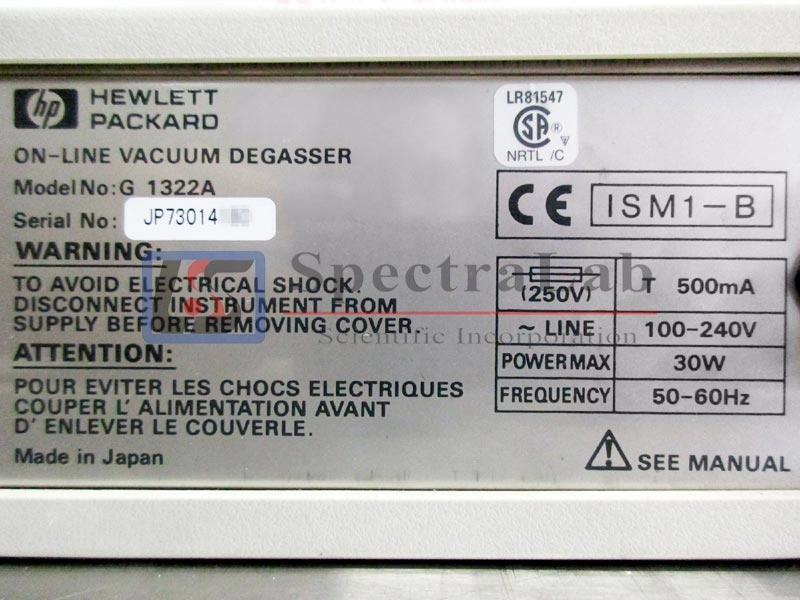 hp HEWLETT
PACKARD
ON-LINE VACUUM DEGASSER
Model No: G 1322A
Serial No: JP73014
WARNING:
TO AVOID ELECTRICAL SHOCK.
DISCONNECT INSTRUMENT FROM
SUPPLY BEFORE REMOVING COVER.
ATTENTION:
POUR EVITER LES CHOCS ELECTRIQUES
COUPER L' ALIMENTATION AVANT
D' ENLEVER LE COUVERLE.
Made in Japan
LR81547
SA ®
NRTL /C
CE ISM1-B
(250V) T 500mA
~ LINE 100-240V
POWER MAX 30W
FREQUENCY 50-60Hz
SEE MANUAL
SpectraLab
Scientific Incorporation